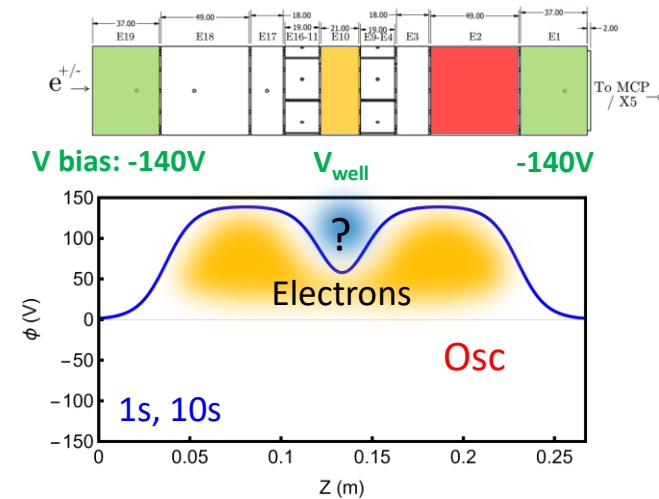 37.00 49.00 18.00 18.00 49.00 37.00
19.00 21.00 19.00 2.00
E19 E18 E17 E16-11 E10 E9-E4 E3 E2 E1
e+/-
To MCP
/ X5
V bias: -140V Vwell -140V
150
100
50
0
−50
−100
−150
ϕ (V)
?
Electrons
Osc
1s, 10s
0 0.05 0.1 0.15 0.2 0.25
Z (m)